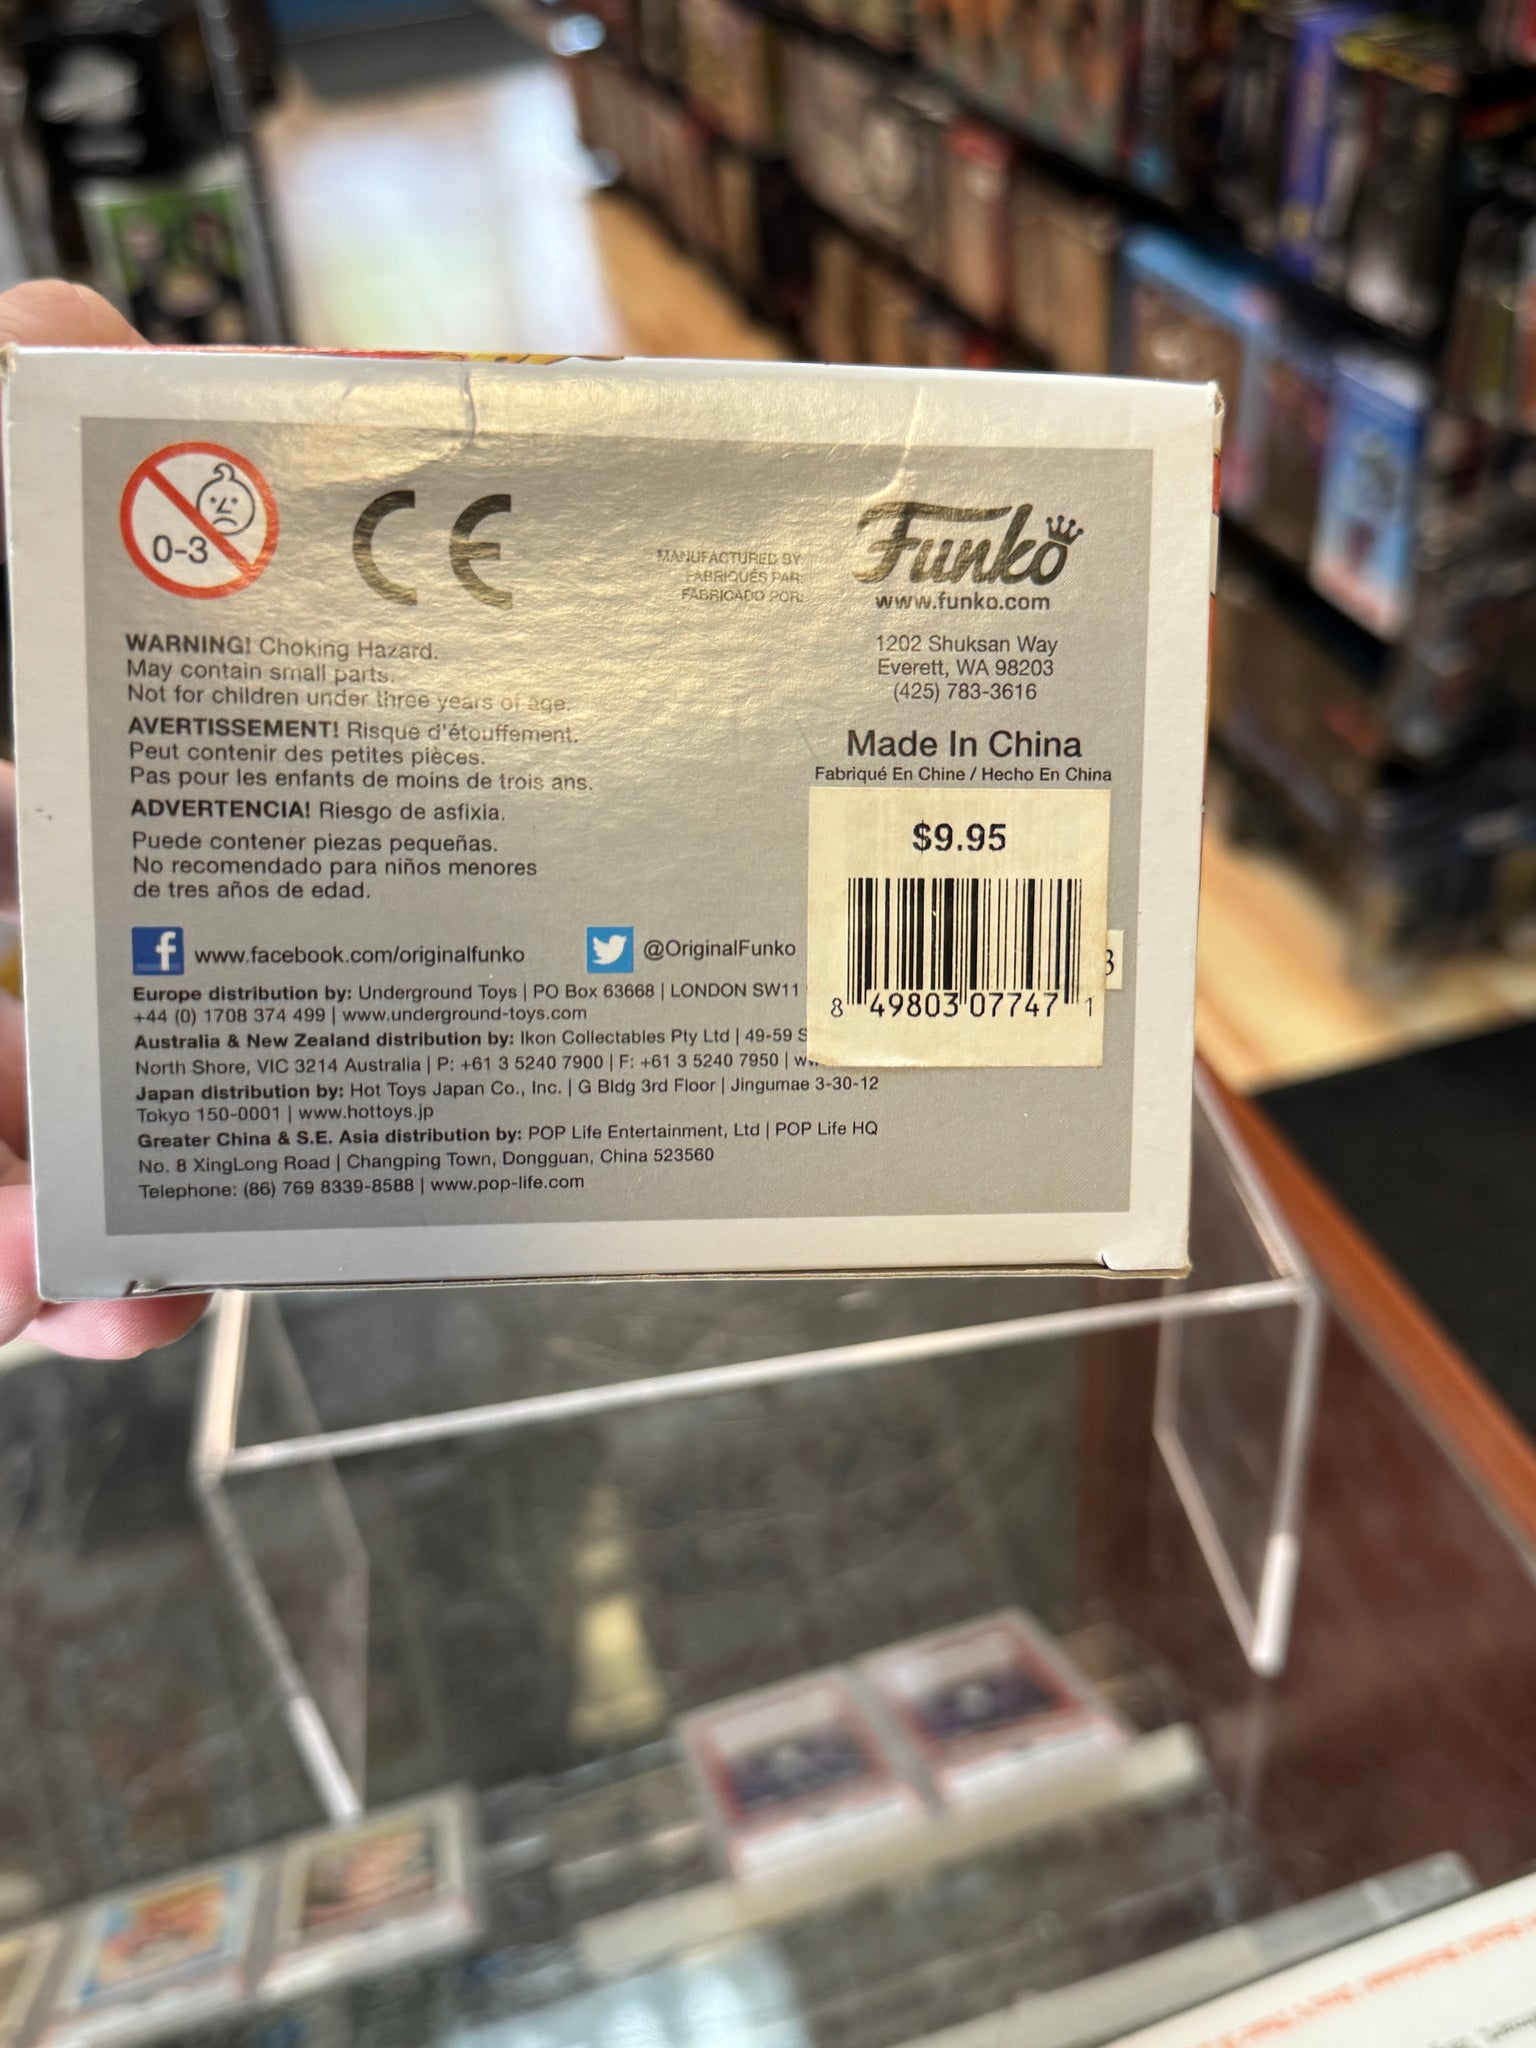 0-3
CE
MANUFACTURED BY:
FABRIQUÉS PAR:
FABRICADO POR:
Funko
www.funko.com
1202 Shuksan Way
Everett, WA 98203
(425) 783-3616
WARNING! Choking Hazard.
May contain small parts.
Not for children under three years of age.
AVERTISSEMENT! Risque d'étouffement.
Peut contenir des petites pièces.
Pas pour les enfants de moins de trois ans.
ADVERTENCIA! Riesgo de asfixia.
Puede contener piezas pequeñas.
No recomendado para niños menores
de tres años de edad.
Made In China
Fabriqué En Chine / Hecho En China
$9.95
8 49803 07747 1
www.facebook.com/originalfunko
@OriginalFunko
Europe distribution by: Underground Toys | PO Box 63668 | LONDON SW11
+44 (0) 1708 374 499 | www.underground-toys.com
Australia & New Zealand distribution by: Ikon Collectables Pty Ltd | 49-59 S
North Shore, VIC 3214 Australia | P: +61 3 5240 7900 | F: +61 3 5240 7950 |
Japan distribution by: Hot Toys Japan Co., Inc. | G Bldg 3rd Floor | Jingumae 3-30-12
Tokyo 150-0001 | www.hottoys.jp
Greater China & S.E. Asia distribution by: POP Life Entertainment, Ltd | POP Life HQ
No. 8 XingLong Road | Changping Town, Dongguan, China 523560
Telephone: (86) 769 8339-8588 | www.pop-life.com